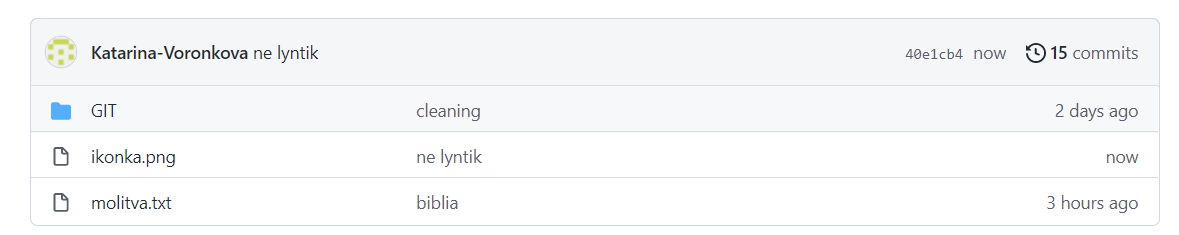 Katarina-Voronkova ne lyntik 40e1cb4 now 15 commits
GIT cleaning 2 days ago
ikonka.png ne lyntik now
molitva.txt biblia 3 hours ago